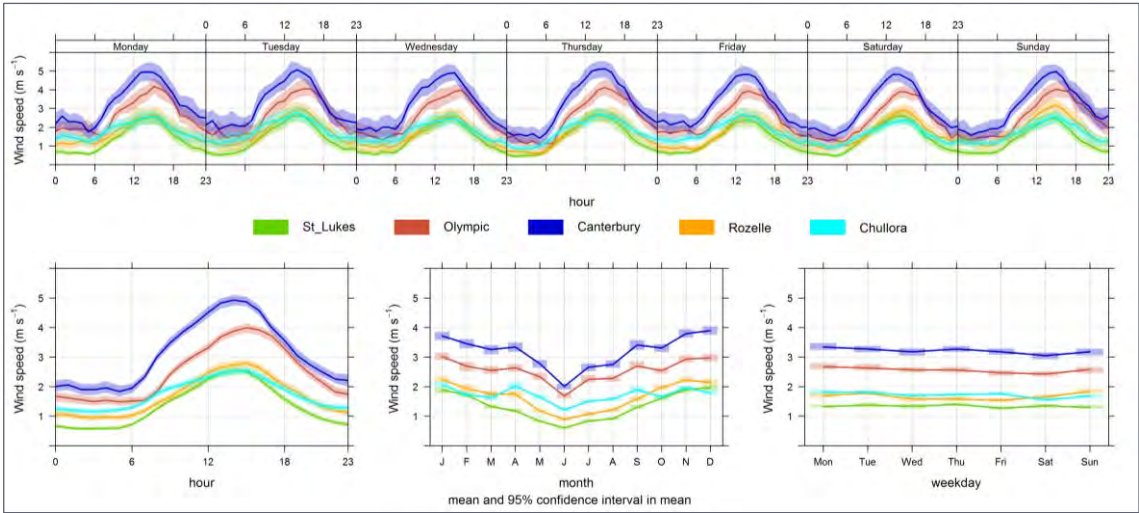 0 6 12 18 23 0 6 12 18 23 0 6 12 18 23
Monday Tuesday Wednesday Thursday Friday Saturday Sunday
Wind speed (m s⁻¹)
5
4
3
2
1
0 6 12 18 23 0 6 12 18 23 0 6 12 18 23 0 6 12 18 23
hour
St_Lukes Olympic Canterbury Rozelle Chullora
Wind speed (m s⁻¹)
5
4
3
2
1
0 6 12 18 23
hour
Wind speed (m s⁻¹)
5
4
3
2
1
J F M A M J J A S O N D
month
mean and 95% confidence interval in mean
Wind speed (m s⁻¹)
5
4
3
2
1
Mon Tue Wed Thu Fri Sat Sun
weekday